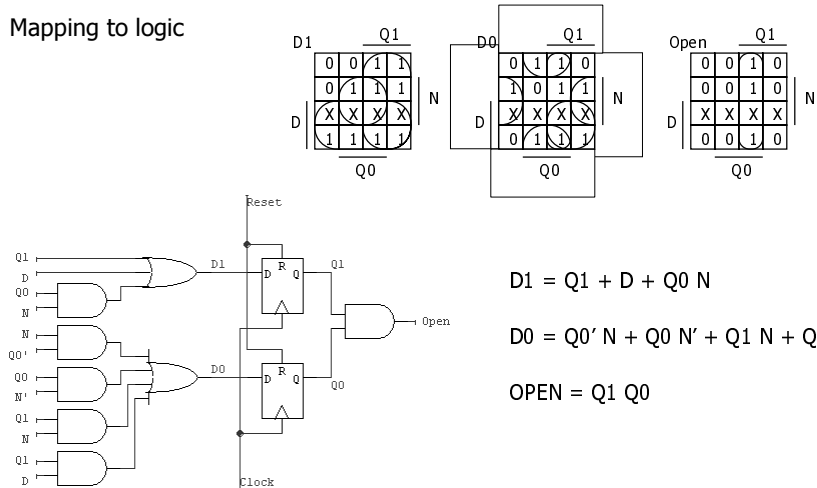 Mapping to logic
D1
Q1
0 0 1 1
0 1 1 1
X X X X
1 1 1 1
N
D
Q0
D0
Q1
0 1 1 0
1 0 1 1
X X X X
0 1 1 1
N
D
Q0
Open
Q1
0 0 1 0
0 0 1 0
X X X X
0 0 1 0
N
D
Q0
Reset
Q1
D
Q0
N
D1
D R Q
Q1
N
Q0'
Q0
N'
Q1
N
Q1
D
D0
D R Q
Q0
Open
Clock
D1 = Q1 + D + Q0 N
D0 = Q0′ N + Q0 N′ + Q1 N + Q
OPEN = Q1 Q0